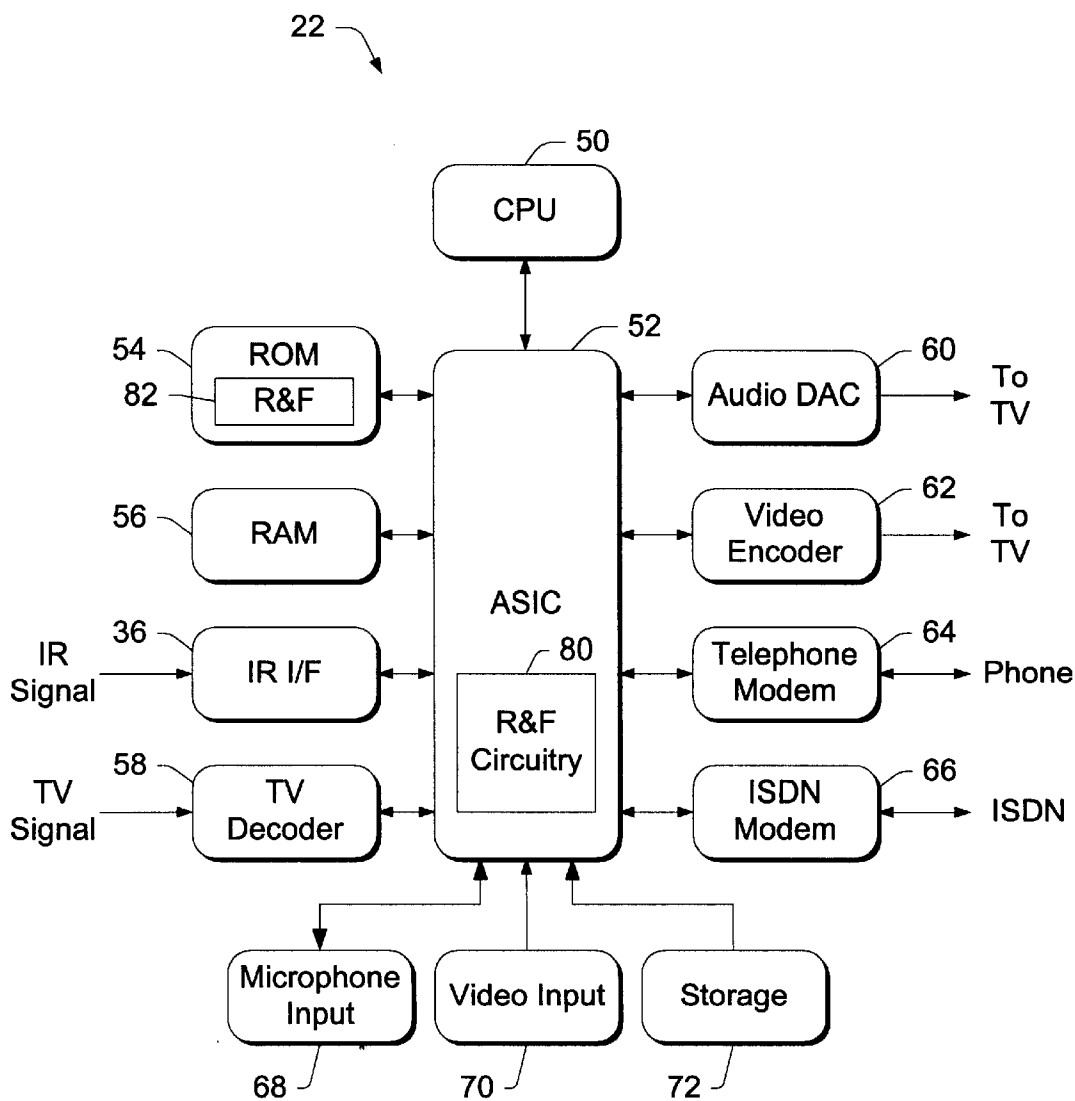 22
50
CPU
52
54
ROM
82
R&F
60
Audio DAC
To
TV
56
RAM
62
Video
Encoder
To
TV
ASIC
IR
Signal
36
IR I/F
80
R&F
Circuitry
64
Telephone
Modem
Phone
TV
Signal
58
TV
Decoder
66
ISDN
Modem
ISDN
Microphone
Input
Video Input
Storage
68
70
72